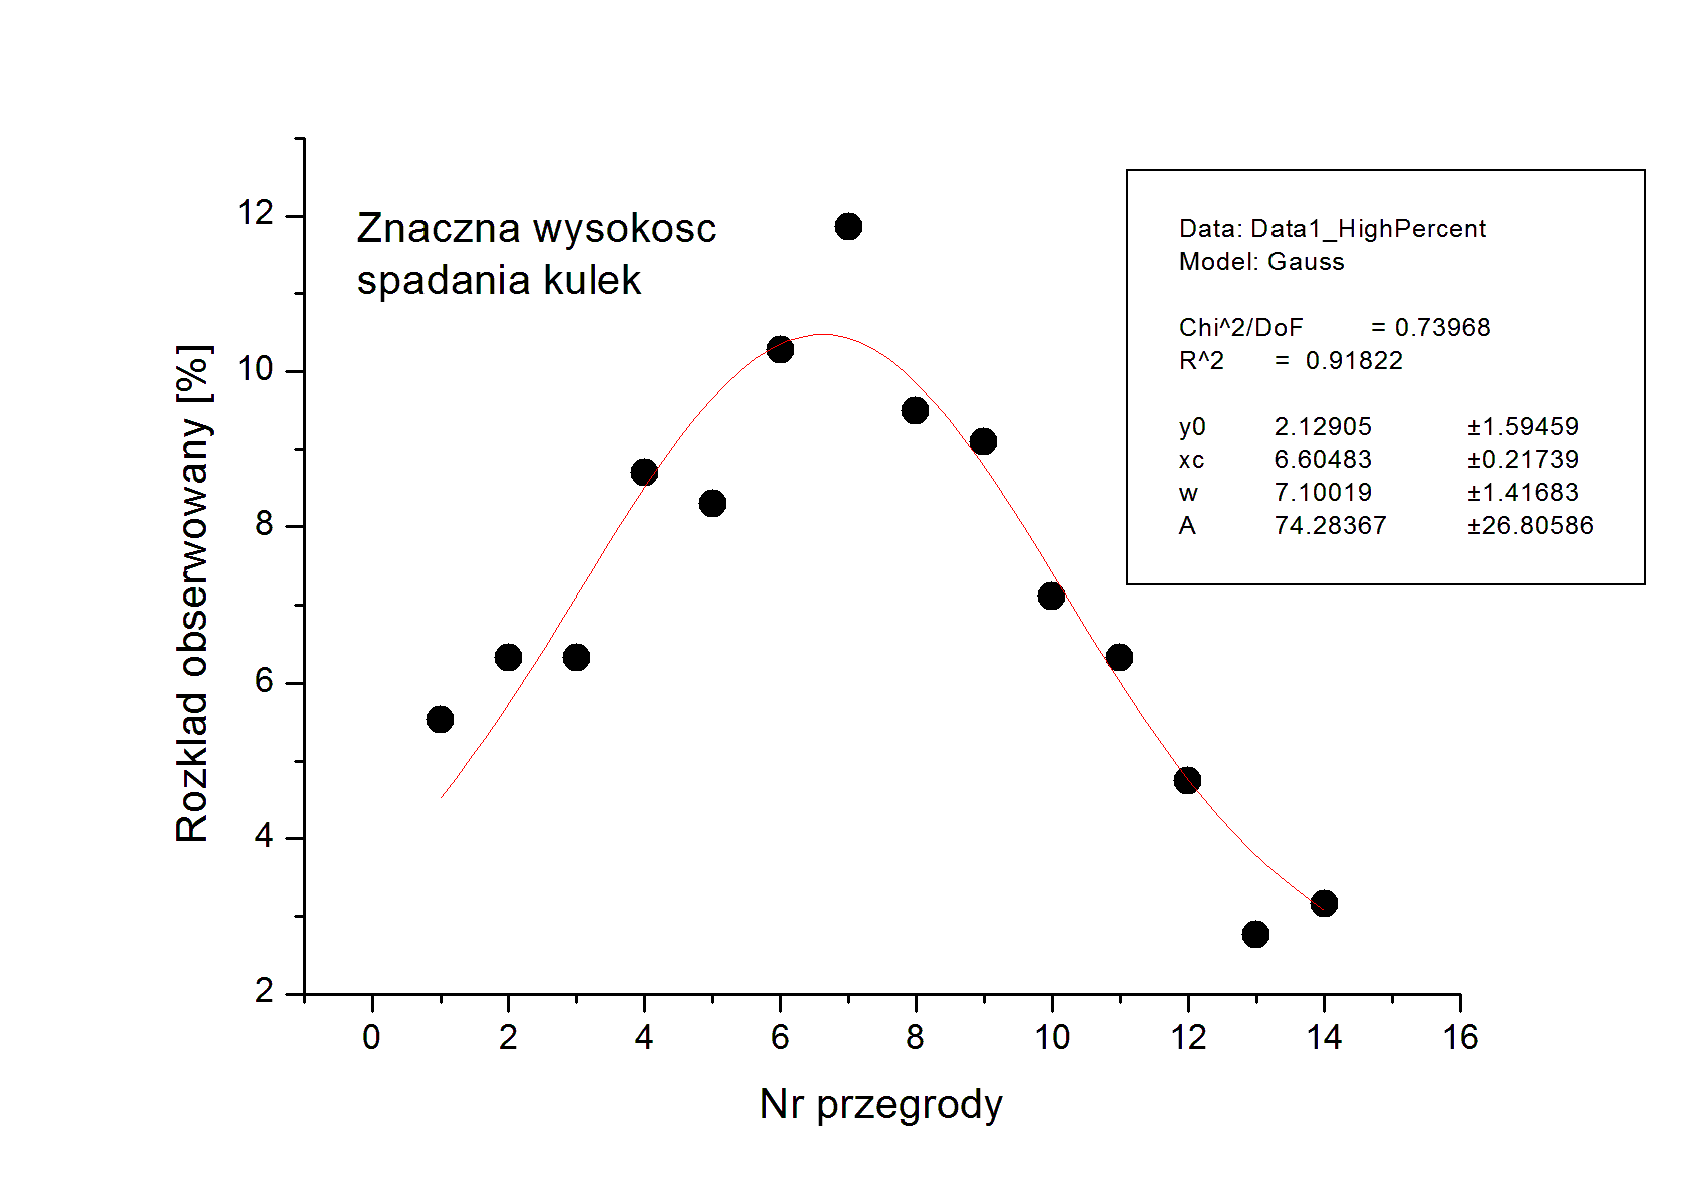 Znaczna wysokosc
spadania kulek
Data: Data1_HighPercent
Model: Gauss
Chi^2/DoF = 0.73968
R^2 = 0.91822
y0 2.12905 ±1.59459
xc 6.60483 ±0.21739
w 7.10019 ±1.41683
A 74.28367 ±26.80586
Rozklad obserwowany [%]
12
10
8
6
4
2
0 2 4 6 8 10 12 14 16
Nr przegrody